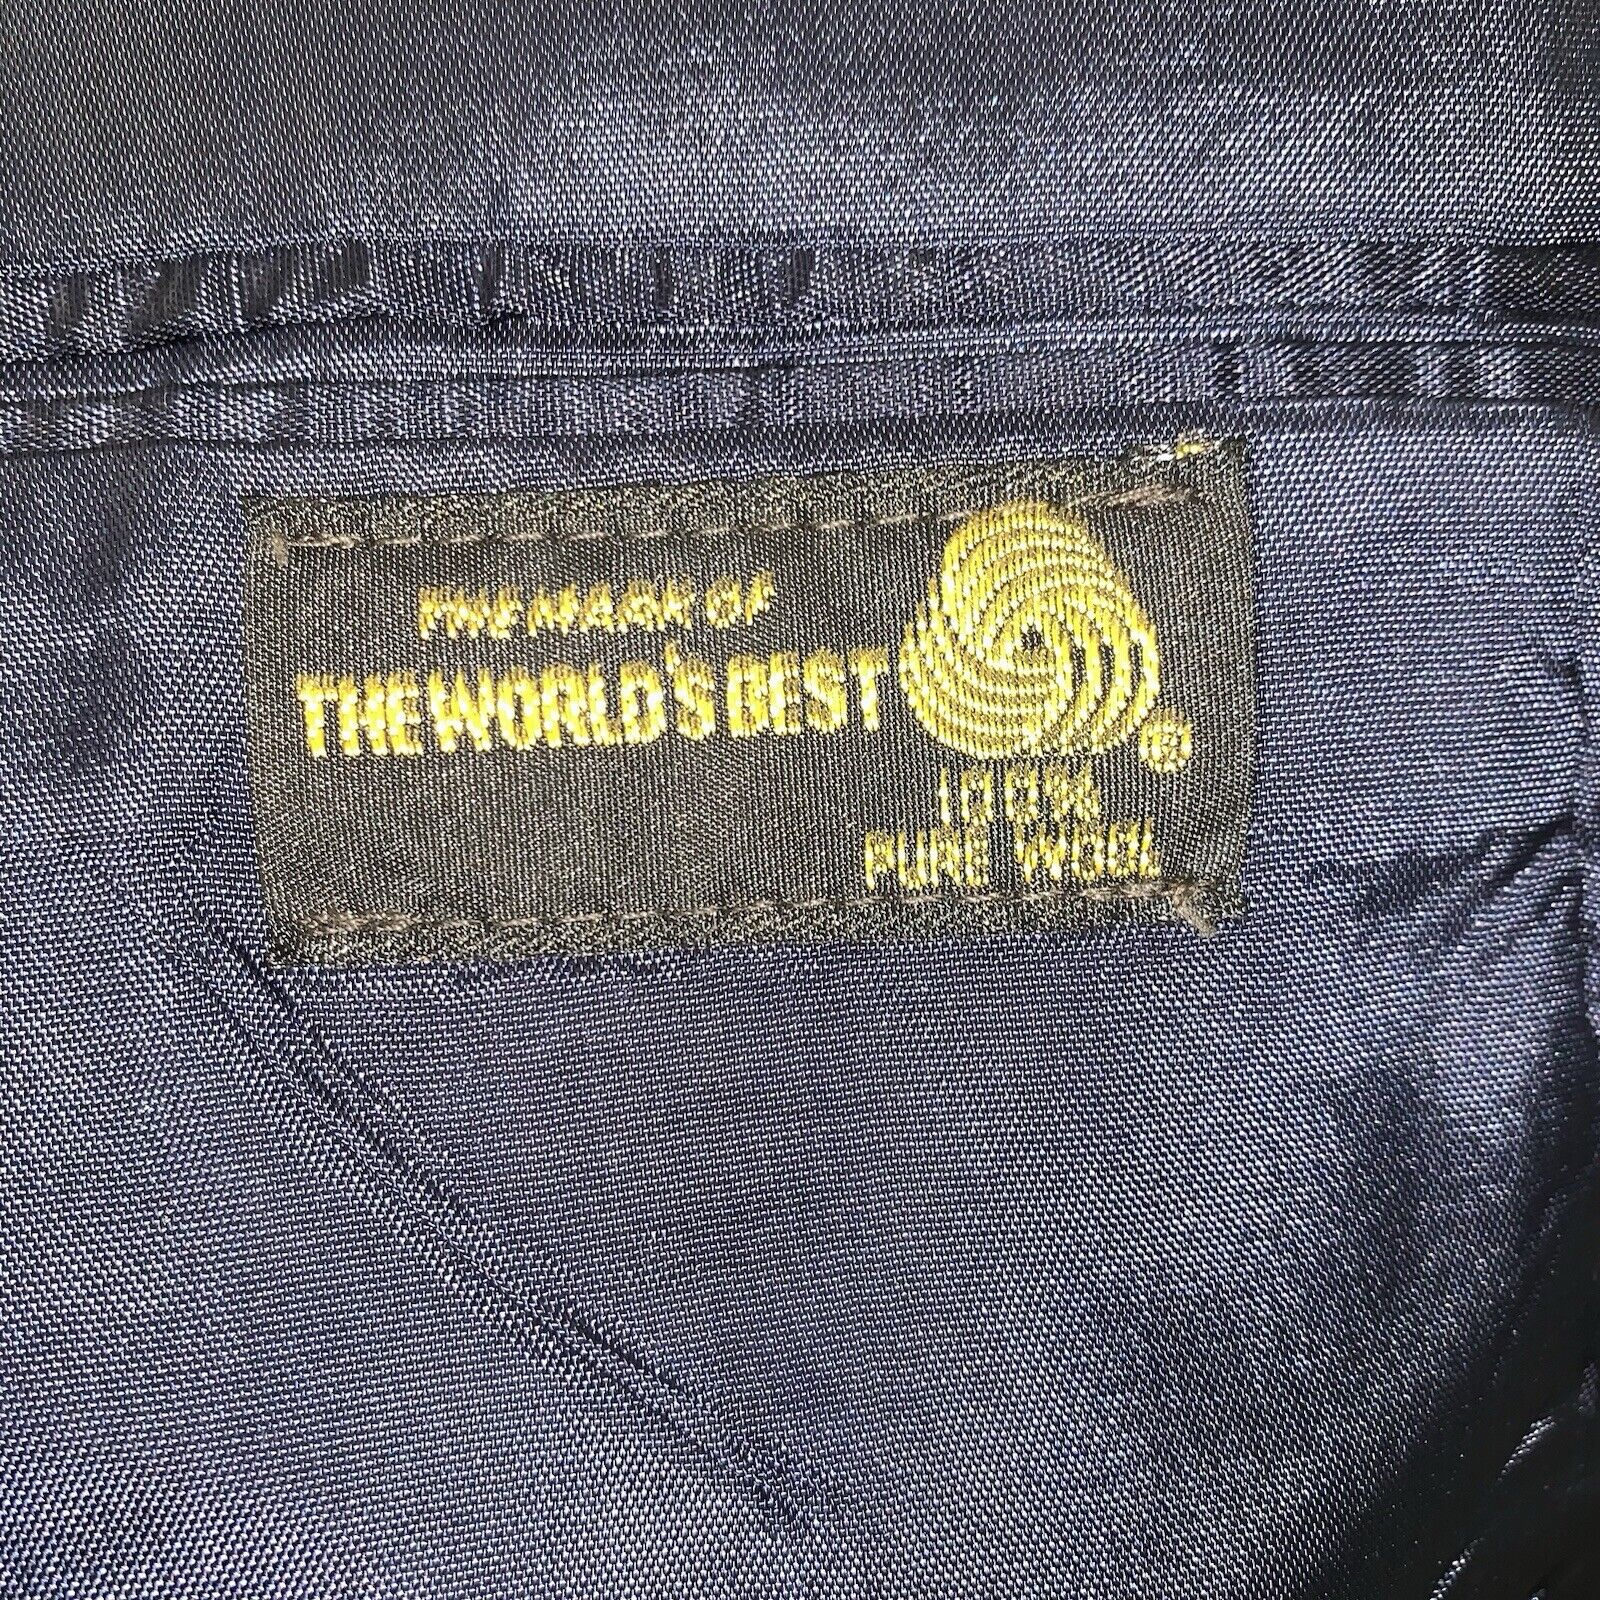 THE MARK OF
THE WORLD'S BEST
®
100%
PURE WOOL